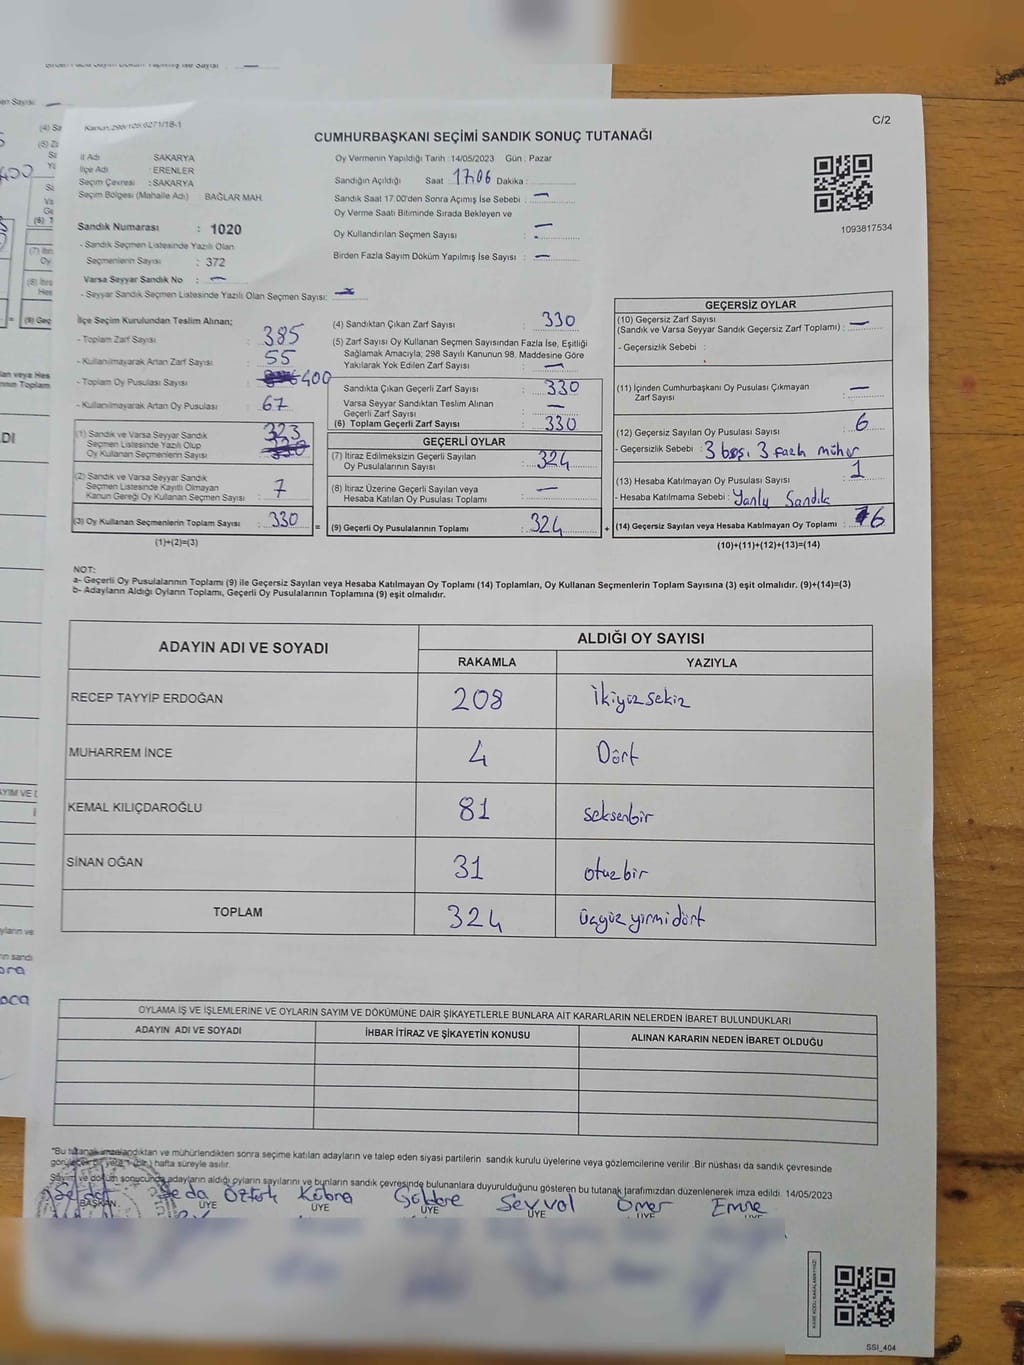 Kanun:298/109,6271/18-1
C/2
CUMHURBAŞKANI SEÇİMİ SANDIK SONUÇ TUTANAĞI
İl Adı SAKARYA
İlçe Adı : ERENLER
Seçim Çevresi : SAKARYA
Seçim Bölgesi (Mahalle Adı) BAĞLAR MAH.
Sandık Numarası : 1020
- Sandık Seçmen Listesinde Yazılı Olan
Seçmenlerin Sayısı : 372
Varsa Seyyar Sandık No : —
- Seyyar Sandık Seçmen Listesinde Yazılı Olan Seçmen Sayısı: —
Oy Vermenin Yapıldığı Tarih : 14/05/2023 Gün : Pazar
Sandığın Açıldığı Saat 17:06 Dakika :
Sandık Saat 17.00'den Sonra Açımış İse Sebebi : —
Oy Verme Saati Bitiminde Sırada Bekleyen ve
Oy Kullandırılan Seçmen Sayısı : —
Birden Fazla Sayım Döküm Yapılmış İse Sayısı : —
1093817534
İlçe Seçim Kurulundan Teslim Alınan;
- Toplam Zarf Sayısı : 385
- Kullanılmayarak Artan Zarf Sayısı : 55
- Toplam Oy Pusulası Sayısı 400
- Kullanılmayarak Artan Oy Pusulası : 67
(1) Sandık ve Varsa Seyyar Sandık 323
Seçmen Listesinde Yazılı Olup
Oy Kullanan Seçmenlerin Sayısı
(2) Sandık ve Varsa Seyyar Sandık
Seçmen Listesinde Kayıtlı Olmayan
Kanun Gereği Oy Kullanan Seçmen Sayısı : 7
(3) Oy Kullanan Seçmenlerin Toplam Sayısı : 330
(1)+(2)=(3)
(4) Sandıktan Çıkan Zarf Sayısı : 330
(5) Zarf Sayısı Oy Kullanan Seçmen Sayısından Fazla İse, Eşitliği
Sağlamak Amacıyla; 298 Sayılı Kanunun 98. Maddesine Göre
Yakılarak Yok Edilen Zarf Sayısı : —
Sandıkta Çıkan Geçerli Zarf Sayısı : 330
Varsa Seyyar Sandıktan Teslim Alınan
Geçerli Zarf Sayısı : —
(6) Toplam Geçerli Zarf Sayısı : 330
GEÇERLİ OYLAR
(7) İtiraz Edilmeksizin Geçerli Sayılan
Oy Pusulalarının Sayısı : 324
(8) İtiraz Üzerine Geçerli Sayılan veya
Hesaba Katılan Oy Pusulası Toplamı : —
= (9) Geçerli Oy Pusulalarının Toplamı : 324 +
GEÇERSİZ OYLAR
(10) Geçersiz Zarf Sayısı
(Sandık ve Varsa Seyyar Sandık Geçersiz Zarf Toplamı) : —
- Geçersizlik Sebebi :
(11) İçinden Cumhurbaşkanı Oy Pusulası Çıkmayan —
Zarf Sayısı :
(12) Geçersiz Sayılan Oy Pusulası Sayısı : 6
- Geçersizlik Sebebi : 3 boş, 3 fazla mühür
(13) Hesaba Katılmayan Oy Pusulası Sayısı : 1
- Hesaba Katılmama Sebebi : Yanlış Sandık
(14) Geçersiz Sayılan veya Hesaba Katılmayan Oy Toplamı : 6
(10)+(11)+(12)+(13)=(14)
NOT:
a- Geçerli Oy Pusulalarının Toplamı (9) ile Geçersiz Sayılan veya Hesaba Katılmayan Oy Toplamı (14) Toplamları, Oy Kullanan Seçmenlerin Toplam Sayısına (3) eşit olmalıdır. (9)+(14)=(3)
b- Adayların Aldığı Oyların Toplamı, Geçerli Oy Pusulalarının Toplamına (9) eşit olmalıdır.
ADAYIN ADI VE SOYADI ALDIĞI OY SAYISI
RAKAMLA YAZIYLA
RECEP TAYYİP ERDOĞAN 208 İkiyüzsekiz
MUHARREM İNCE 4 Dört
KEMAL KILIÇDAROĞLU 81 seksenbir
SİNAN OĞAN 31 otuzbir
TOPLAM 324 üçyüzyirmidört
OYLAMA İŞ VE İŞLEMLERİNE VE OYLARIN SAYIM VE DÖKÜMÜNE DAİR ŞİKAYETLERLE BUNLARA AİT KARARLARIN NELERDEN İBARET BULUNDUKLARI
ADAYIN ADI VE SOYADI İHBAR İTİRAZ VE ŞİKAYETİN KONUSU ALINAN KARARIN NEDEN İBARET OLDUĞU
*Bu tutanak imzalandıktan ve mühürlendikten sonra seçime katılan adayların ve talep eden siyasi partilerin sandık kurulu üyelerine veya gözlemcilerine verilir .Bir nüshası da sandık çevresinde
görülecek bir yere 1 (bir) hafta süreyle asılır.
Sayım ve döküm sonucunda adayların aldığı oyların sayılarını ve bunların sandık çevresinde bulunanlara duyurulduğunu gösteren bu tutanak tarafımızdan düzenlenerek imza edildi. 14/05/2023
Seda Öztürk Kübra Gülbre Seyval Ömer Emre
BAŞKAN ÜYE ÜYE ÜYE ÜYE ÜYE
SSI_404